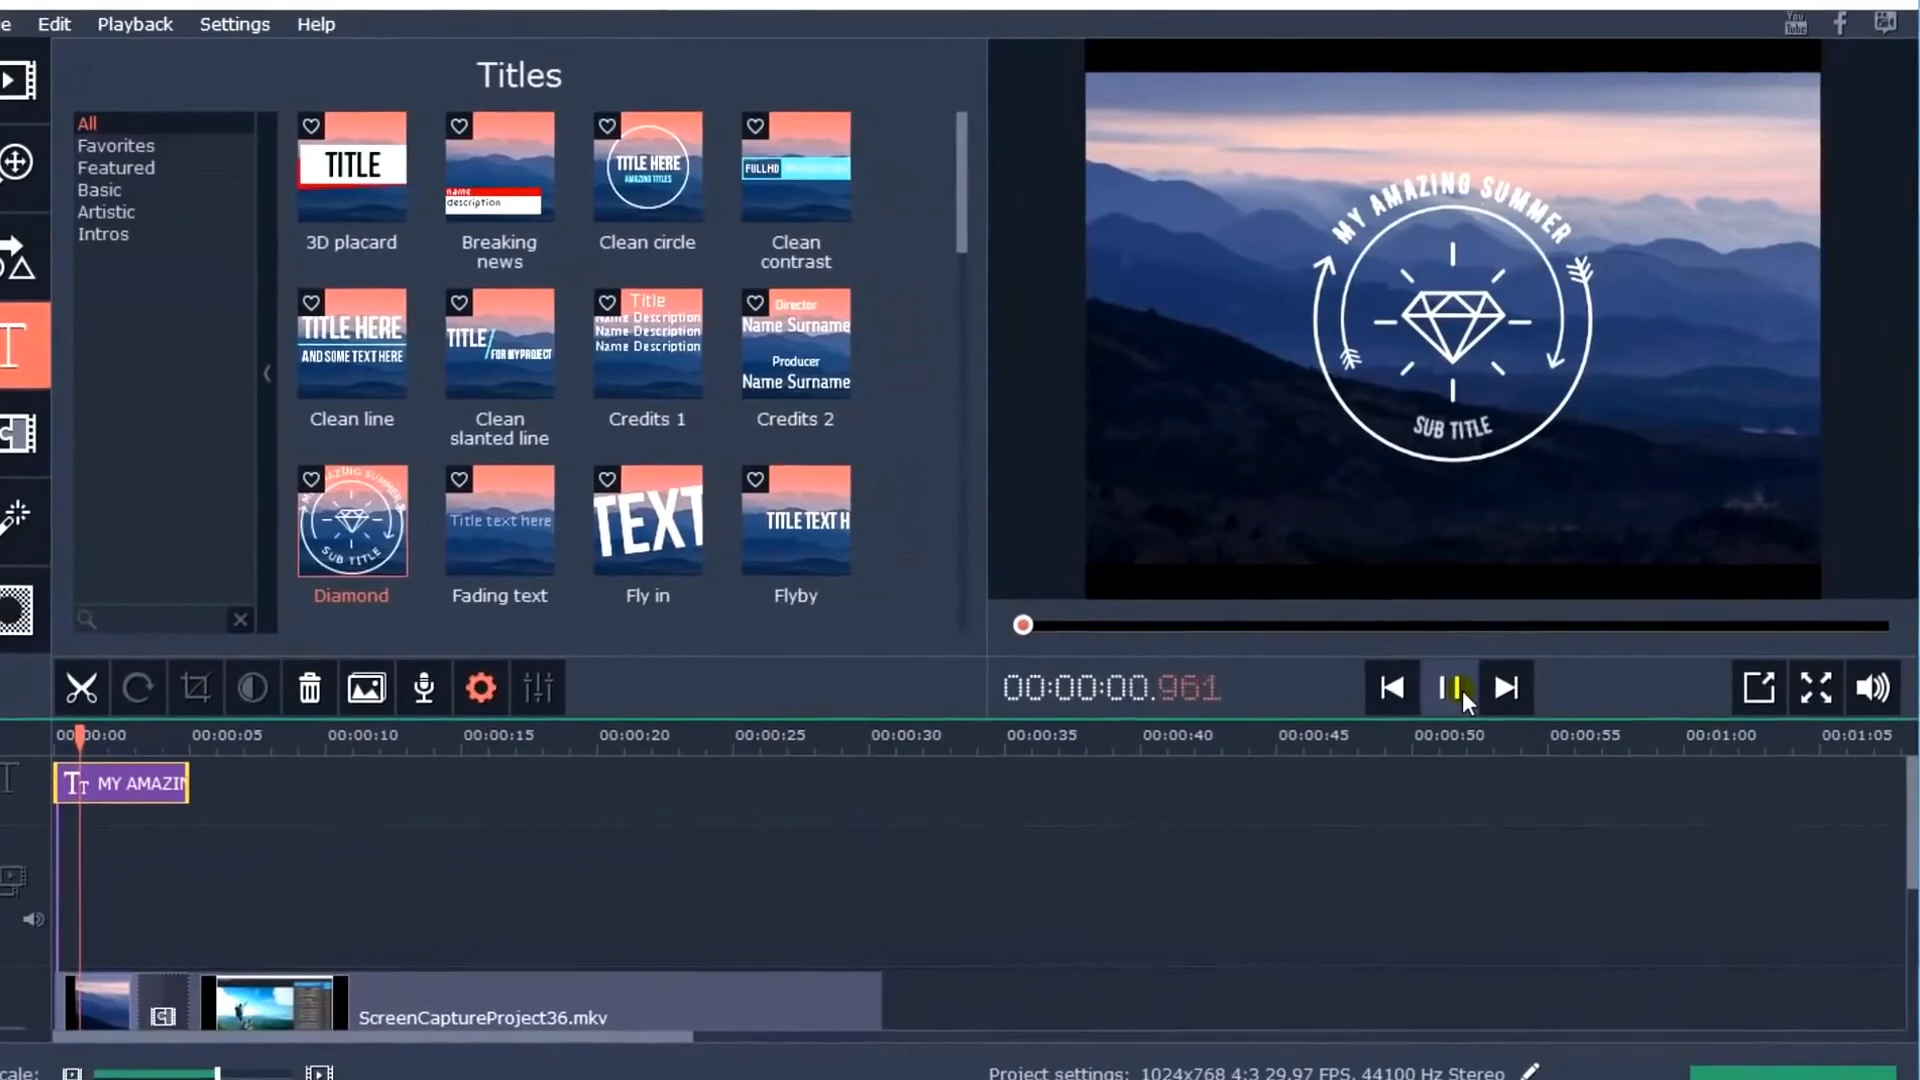 e Edit Playback Settings Help
You
Tube
Titles
All
Favorites
Featured
Basic
Artistic
Intros
TITLE
3D placard
name
description
Breaking
news
TITLE HERE
AMAZING TITLES
Clean circle
FULLHD
Clean
contrast
TITLE HERE
AND SOME TEXT HERE
Clean line
TITLE/
FOR MY PROJECT
Clean
slanted line
Title
Name Description
Name Description
Name Description
Credits 1
Director
Name Surname
Producer
Name Surname
Credits 2
MY AMAZING SUMMER
SUB TITLE
Diamond
Title text here
Fading text
TEXT
Fly in
TITLE TEXT H
Flyby
MY AMAZING SUMMER
SUB TITLE
00:00:00.961
00:00:00 00:00:05 00:00:10 00:00:15 00:00:20 00:00:25 00:00:30 00:00:35 00:00:40 00:00:45 00:00:50 00:00:55 00:01:00 00:01:05
MY AMAZIN
ScreenCaptureProject36.mkv
cale:
Project settings: 1024x768 4:3 29.97 FPS, 44100 Hz Stereo